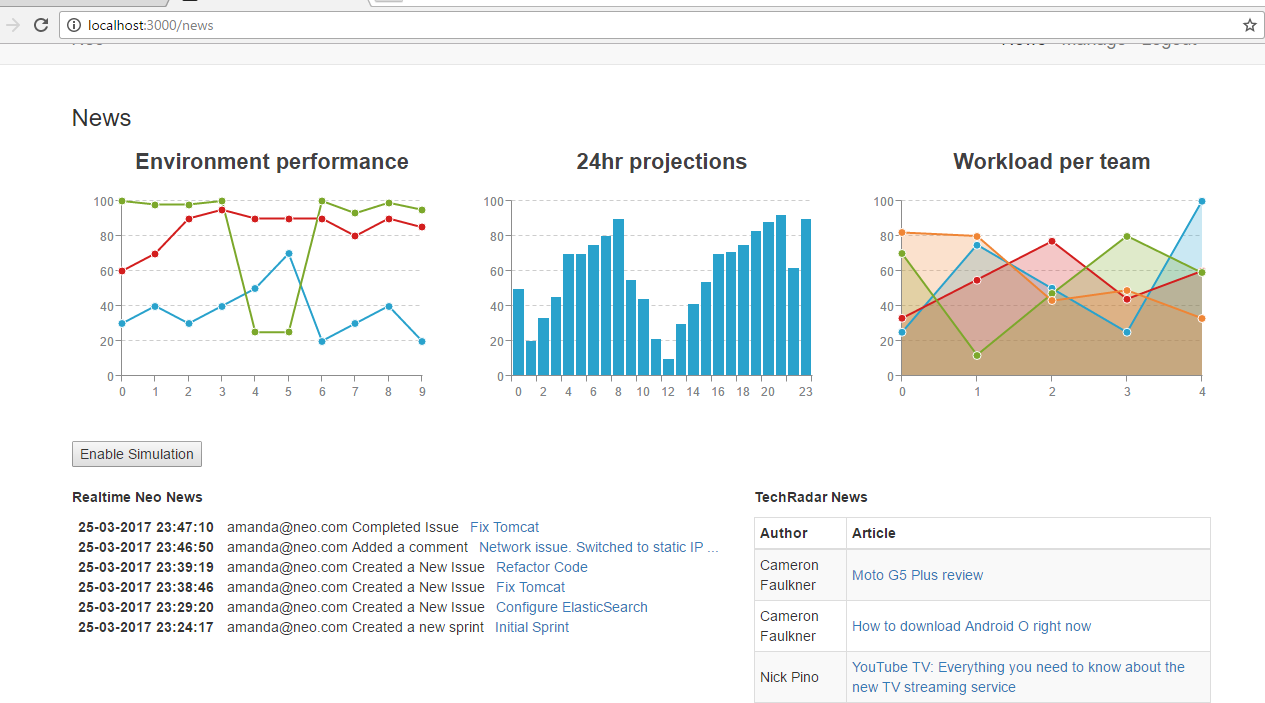 localhost:3000/news
News
Environment performance
24hr projections
Workload per team
100
80
60
40
20
0
0 1 2 3 4 5 6 7 8 9
100
80
60
40
20
0
0 2 4 6 8 10 12 14 16 18 20 23
100
80
60
40
20
0
0 1 2 3 4
Enable Simulation
Realtime Neo News
25-03-2017 23:47:10 amanda@neo.com Completed Issue Fix Tomcat
25-03-2017 23:46:50 amanda@neo.com Added a comment Network issue. Switched to static IP ...
25-03-2017 23:39:19 amanda@neo.com Created a New Issue Refactor Code
25-03-2017 23:38:46 amanda@neo.com Created a New Issue Fix Tomcat
25-03-2017 23:29:20 amanda@neo.com Created a New Issue Configure ElasticSearch
25-03-2017 23:24:17 amanda@neo.com Created a new sprint Initial Sprint
TechRadar News
Author Article
Cameron
Faulkner
Moto G5 Plus review
Cameron
Faulkner
How to download Android O right now
Nick Pino
YouTube TV: Everything you need to know about the
new TV streaming service